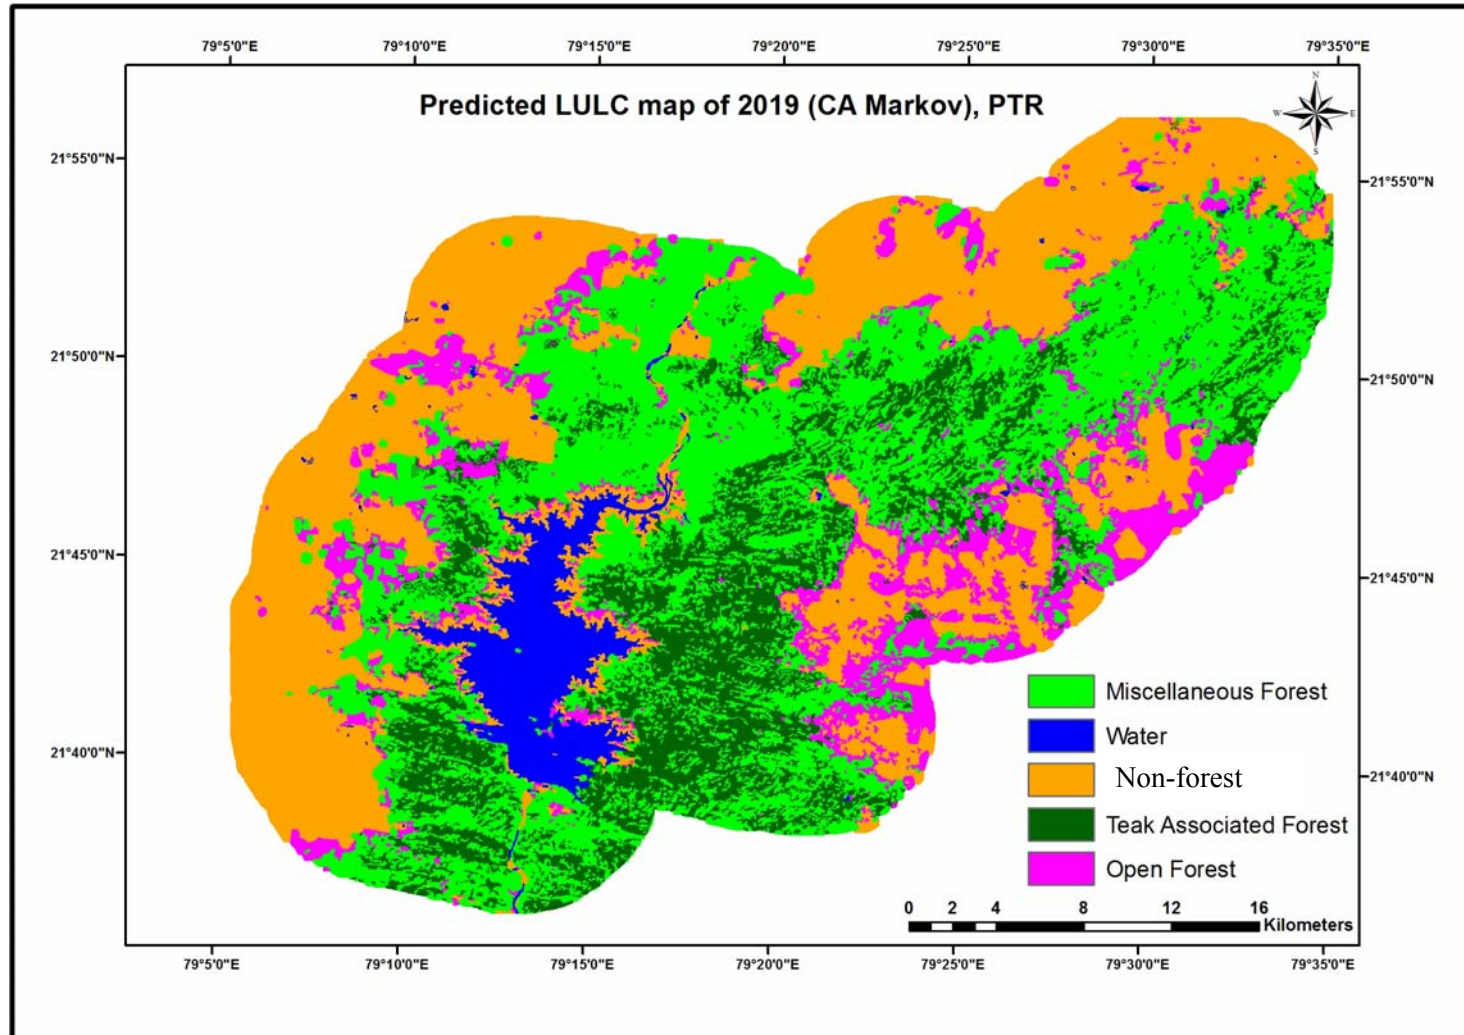 79°5'0"E 79°10'0"E 79°15'0"E 79°20'0"E 79°25'0"E 79°30'0"E 79°35'0"E
Predicted LULC map of 2019 (CA Markov), PTR
N
W E
S
21°55'0"N 21°55'0"N
21°50'0"N 21°50'0"N
21°45'0"N 21°45'0"N
21°40'0"N 21°40'0"N
Miscellaneous Forest
Water
Non-forest
Teak Associated Forest
Open Forest
0 2 4 8 12 16
Kilometers
79°5'0"E 79°10'0"E 79°15'0"E 79°20'0"E 79°25'0"E 79°30'0"E 79°35'0"E